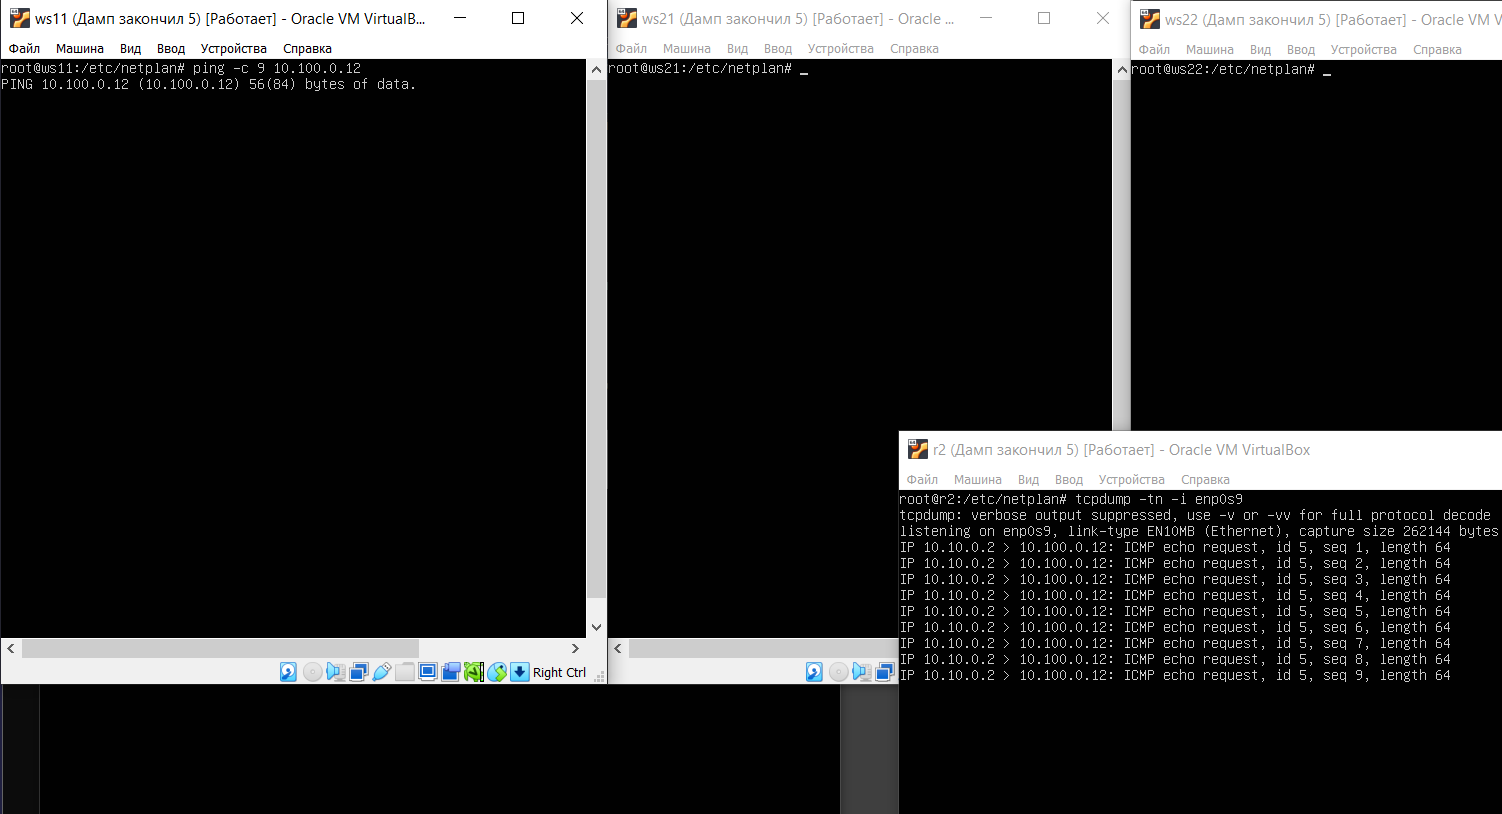 ws11 (Дамп закончил 5) [Работает] - Oracle VM VirtualB...
Файл Машина Вид Ввод Устройства Справка
root@ws11:/etc/netplan# ping -c 9 10.100.0.12
PING 10.100.0.12 (10.100.0.12) 56(84) bytes of data.
Right Ctrl
ws21 (Дамп закончил 5) [Работает] - Oracle ...
Файл Машина Вид Ввод Устройства Справка
root@ws21:/etc/netplan# _
ws22 (Дамп закончил 5) [Работает] - Oracle VM V
Файл Машина Вид Ввод Устройства Справка
root@ws22:/etc/netplan# _
r2 (Дамп закончил 5) [Работает] - Oracle VM VirtualBox
Файл Машина Вид Ввод Устройства Справка
root@r2:/etc/netplan# tcpdump -tn -i enp0s9
tcpdump: verbose output suppressed, use -v or -vv for full protocol decode
listening on enp0s9, link-type EN10MB (Ethernet), capture size 262144 bytes
IP 10.10.0.2 > 10.100.0.12: ICMP echo request, id 5, seq 1, length 64
IP 10.10.0.2 > 10.100.0.12: ICMP echo request, id 5, seq 2, length 64
IP 10.10.0.2 > 10.100.0.12: ICMP echo request, id 5, seq 3, length 64
IP 10.10.0.2 > 10.100.0.12: ICMP echo request, id 5, seq 4, length 64
IP 10.10.0.2 > 10.100.0.12: ICMP echo request, id 5, seq 5, length 64
IP 10.10.0.2 > 10.100.0.12: ICMP echo request, id 5, seq 6, length 64
IP 10.10.0.2 > 10.100.0.12: ICMP echo request, id 5, seq 7, length 64
IP 10.10.0.2 > 10.100.0.12: ICMP echo request, id 5, seq 8, length 64
IP 10.10.0.2 > 10.100.0.12: ICMP echo request, id 5, seq 9, length 64